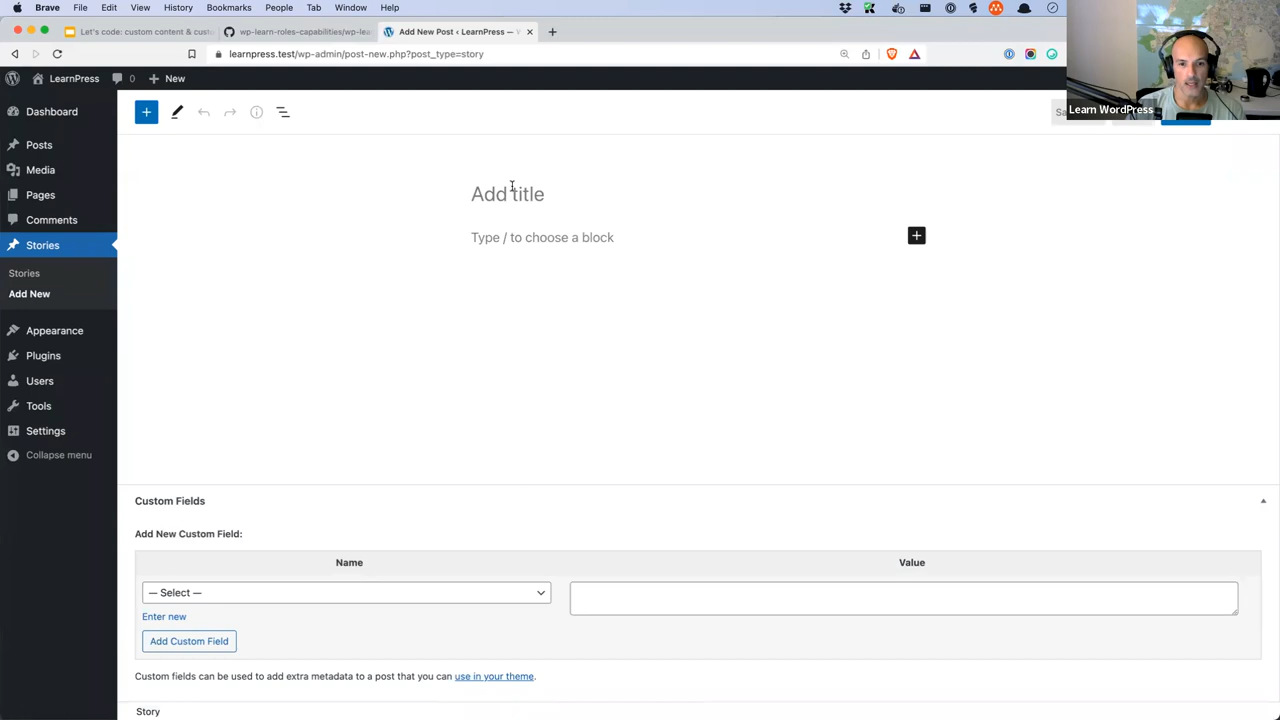 Brave File Edit View History Bookmarks People Tab Window Help
Let's code: custom content & custo
wp-learn-roles-capabilities/wp-lea
Add New Post ‹ LearnPress — W
learnpress.test/wp-admin/post-new.php?post_type=story
LearnPress 0 New
Learn WordPress
Dashboard
Posts
Media
Pages
Comments
Stories
Stories
Add New
Appearance
Plugins
Users
Tools
Settings
Collapse menu
Add title
Type / to choose a block
Custom Fields
Add New Custom Field:
Name Value
— Select —
Enter new
Add Custom Field
Custom fields can be used to add extra metadata to a post that you can use in your theme.
Story